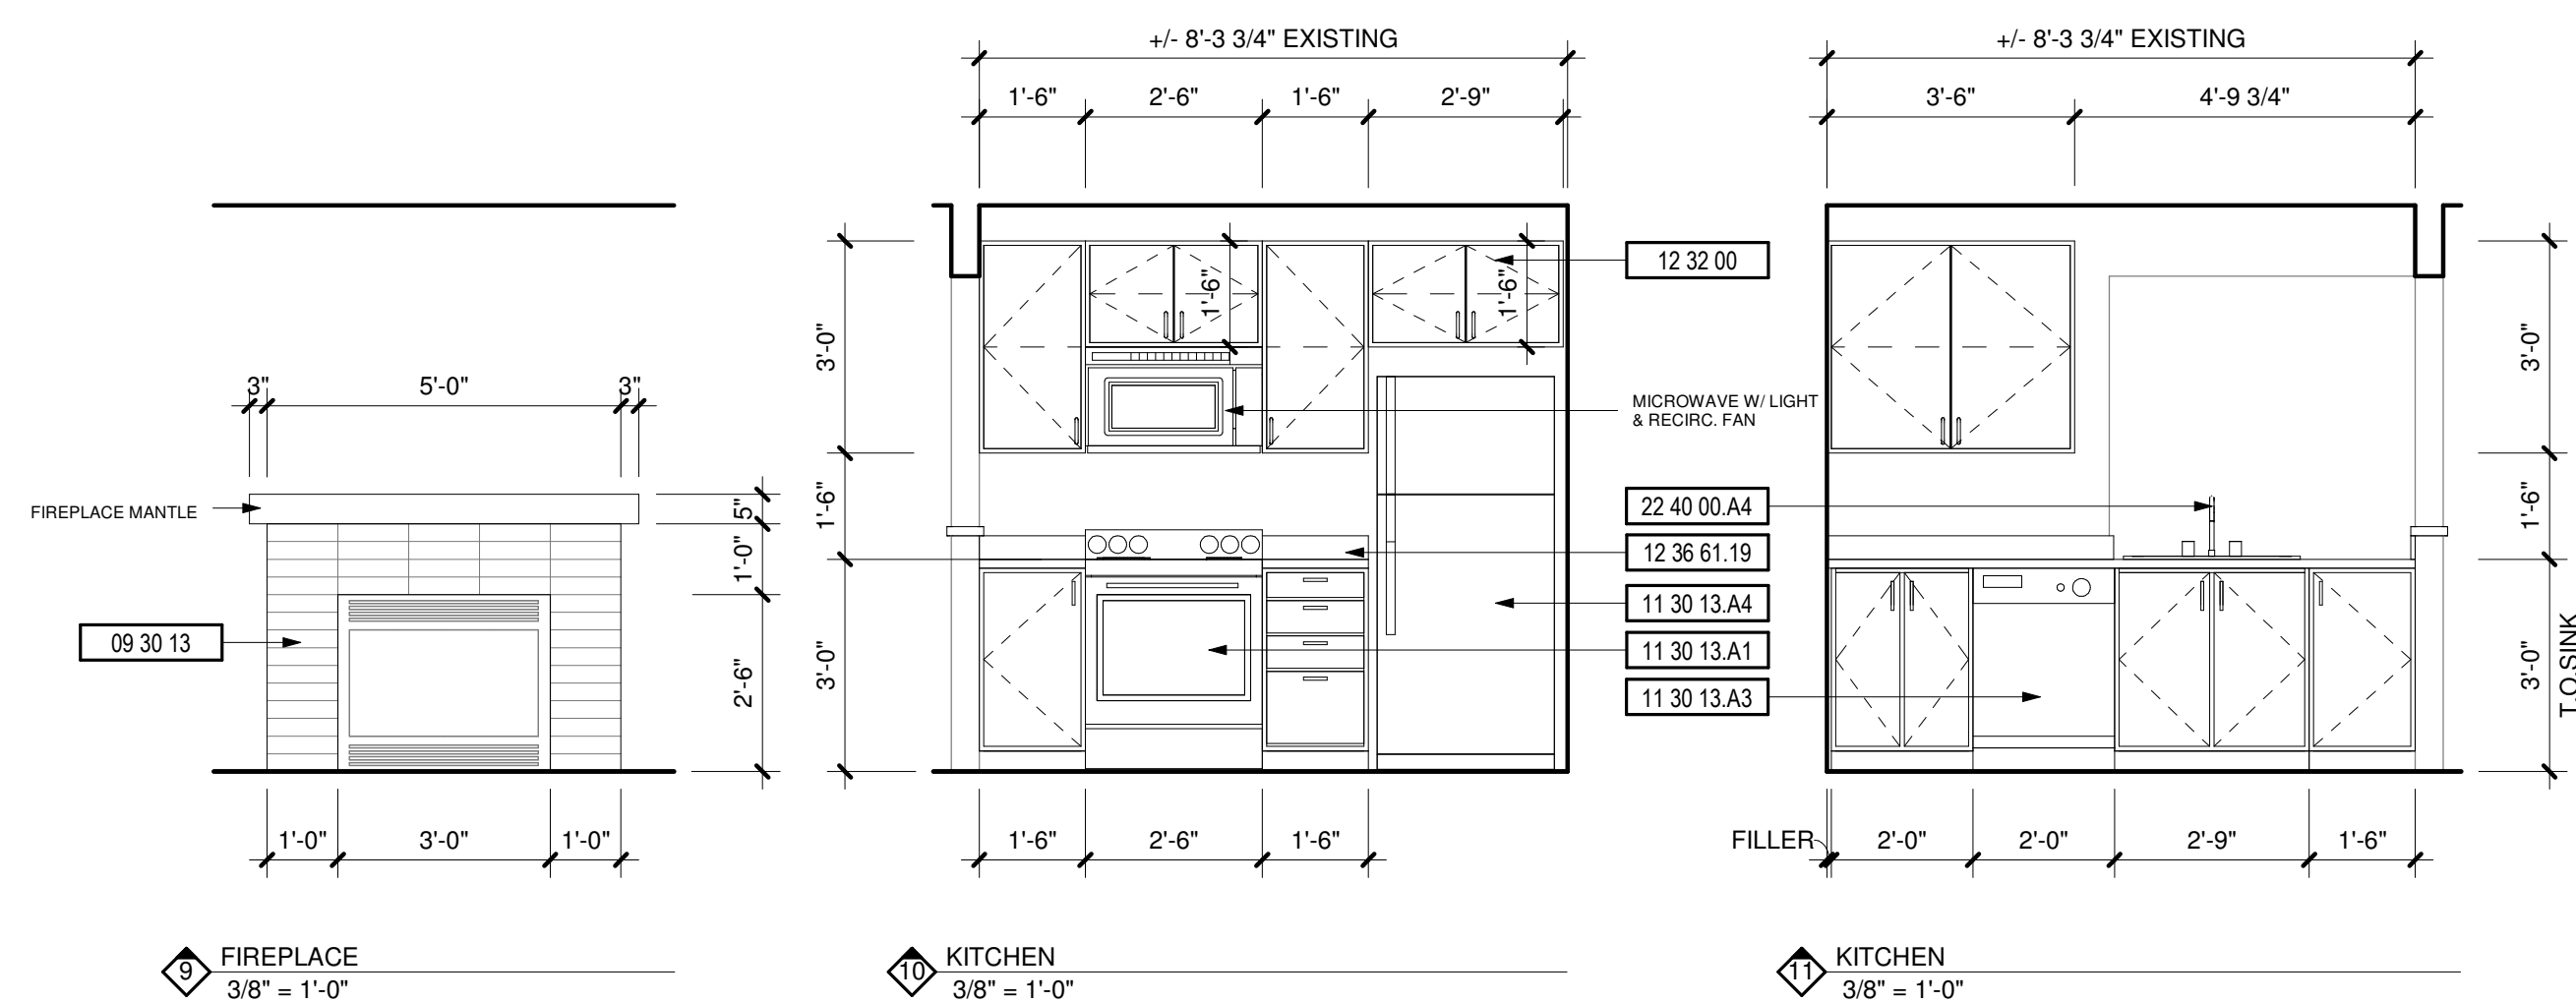 +/- 8'-3 3/4" EXISTING
1'-6" 2'-6" 1'-6" 2'-9"
+/- 8'-3 3/4" EXISTING
3'-6" 4'-9 3/4"
3" 5'-0" 3"
FIREPLACE MANTLE
09 30 13
5"
1'-0"
2'-6"
1'-0" 3'-0" 1'-0"
3'-0"
1'-6"
3'-0"
1'-6"
1'-6"
12 32 00
MICROWAVE W/ LIGHT
& RECIRC. FAN
22 40 00.A4
12 36 61.19
11 30 13.A4
11 30 13.A1
11 30 13.A3
1'-6" 2'-6" 1'-6"
3'-0"
1'-6"
3'-0"
T.O.SINK
FILLER 2'-0" 2'-0" 2'-9" 1'-6"
9 FIREPLACE
3/8" = 1'-0"
10 KITCHEN
3/8" = 1'-0"
11 KITCHEN
3/8" = 1'-0"